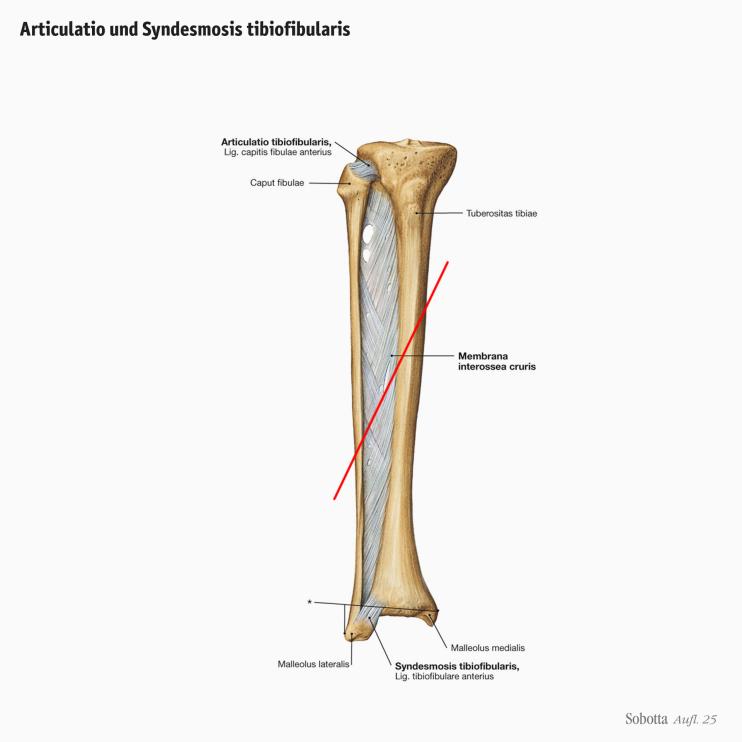 Articulatio und Syndesmosis tibiofibularis
Articulatio tibiofibularis,
Lig. capitis fibulae anterius
Caput fibulae
Tuberositas tibiae
Membrana
interossea cruris
*
Malleolus medialis
Malleolus lateralis
Syndesmosis tibiofibularis,
Lig. tibiofibulare anterius
Sobotta Aufl. 25